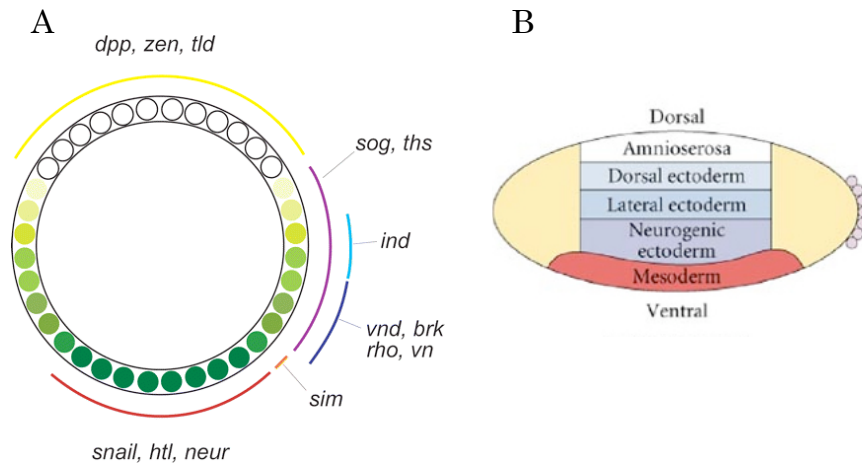 A
dpp, zen, tld
sog, ths
ind
vnd, brk
rho, vn
sim
snail, htl, neur
B
Dorsal
Amnioserosa
Dorsal ectoderm
Lateral ectoderm
Neurogenic
ectoderm
Mesoderm
Ventral